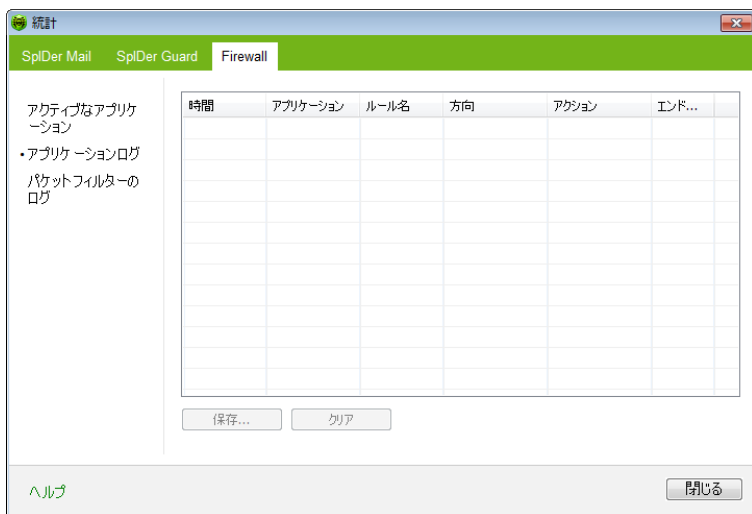 統計
SpIDer Mail SpIDer Guard Firewall
アクティブなアプリケ
ーション
•アプリケーションログ
パケットフィルターの
ログ
時間 アプリケーション ルール名 方向 アクション エンド...
保存... クリア
ヘルプ 閉じる